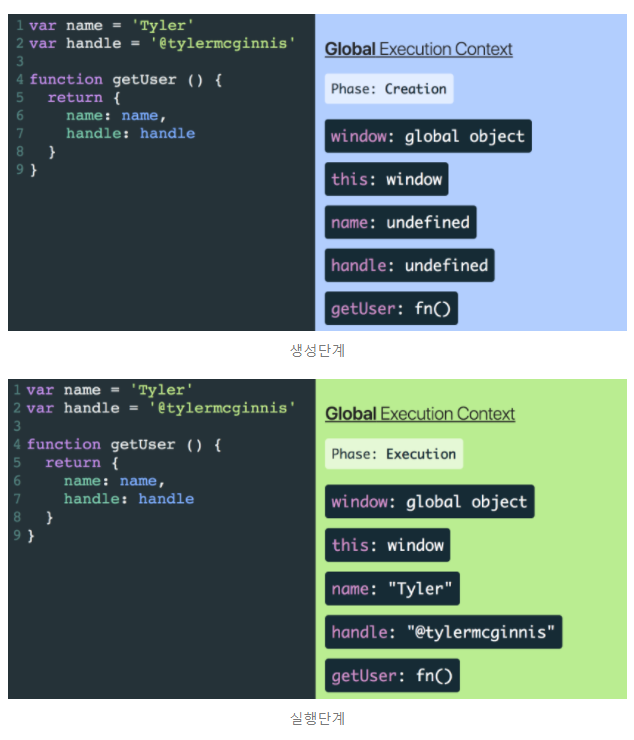 1 var name = 'Tyler'
2 var handle = '@tylermcginnis'
3
4 function getUser () {
5   return {
6     name: name,
7     handle: handle
8   }
9 }
Global Execution Context
Phase: Creation
window: global object
this: window
name: undefined
handle: undefined
getUser: fn()
생성단계
1 var name = 'Tyler'
2 var handle = '@tylermcginnis'
3
4 function getUser () {
5   return {
6     name: name,
7     handle: handle
8   }
9 }
Global Execution Context
Phase: Execution
window: global object
this: window
name: "Tyler"
handle: "@tylermcginnis"
getUser: fn()
실행단계